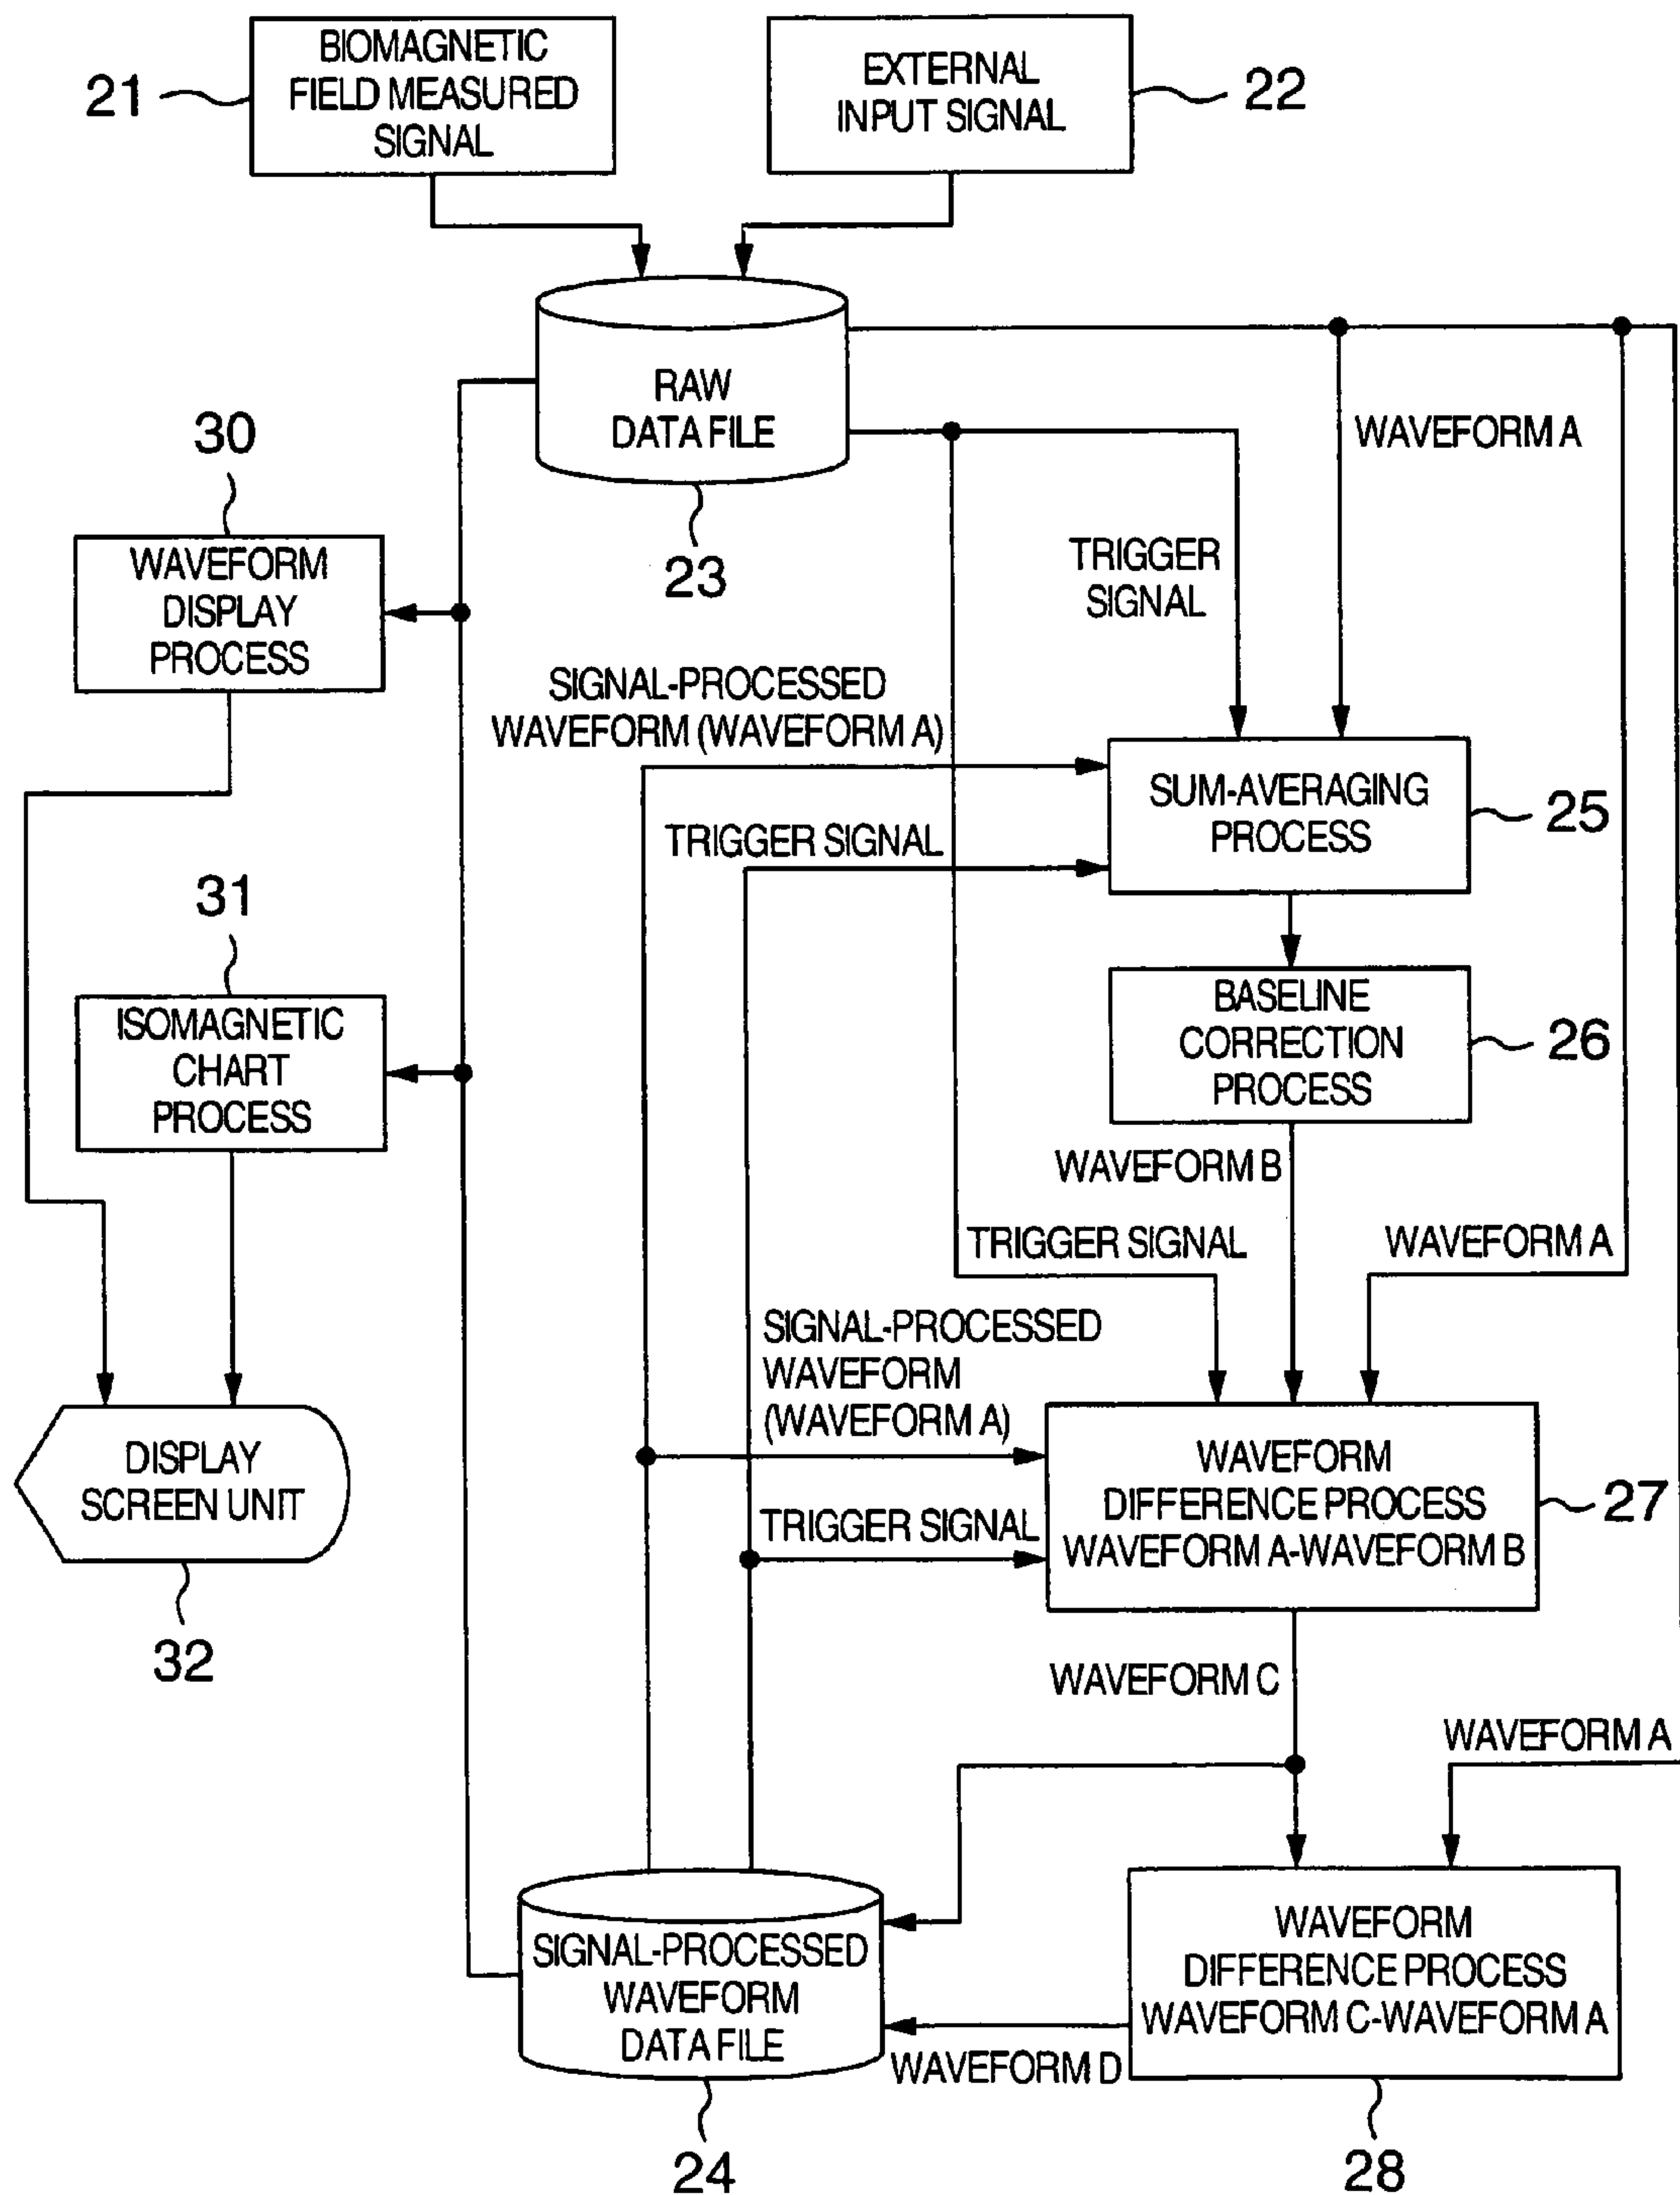 BIOMAGNETIC
FIELD MEASURED
SIGNAL
21
EXTERNAL
INPUT SIGNAL
22
RAW
DATA FILE
23
WAVEFORM A
30
WAVEFORM
DISPLAY
PROCESS
TRIGGER
SIGNAL
SIGNAL-PROCESSED
WAVEFORM (WAVEFORM A)
SUM-AVERAGING
PROCESS
25
TRIGGER SIGNAL
31
ISOMAGNETIC
CHART
PROCESS
BASELINE
CORRECTION
PROCESS
26
WAVEFORM B
TRIGGER SIGNAL
WAVEFORM A
SIGNAL-PROCESSED
WAVEFORM
(WAVEFORM A)
DISPLAY
SCREEN UNIT
32
WAVEFORM
DIFFERENCE PROCESS
WAVEFORM A-WAVEFORM B
27
TRIGGER SIGNAL
WAVEFORM C
WAVEFORM A
SIGNAL-PROCESSED
WAVEFORM
DATA FILE
24
WAVEFORM
DIFFERENCE PROCESS
WAVEFORM C-WAVEFORM A
WAVEFORM D
28